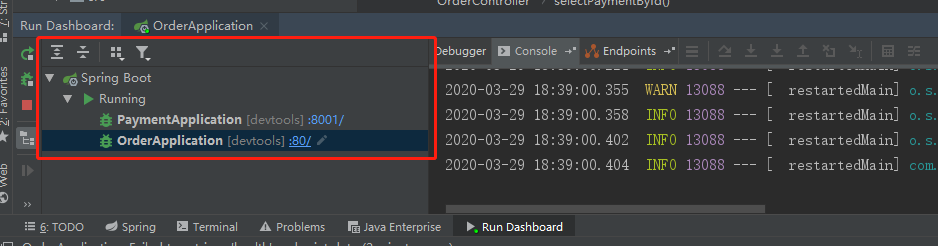 OrderController
selectPaymentById()
Run Dashboard:
OrderApplication
Debugger
Console
Endpoints
Spring Boot
Running
PaymentApplication [devtools] :8001/
OrderApplication [devtools] :80/
2020-03-29 18:39:00.355 WARN 13088 --- [ restartedMain] o.s.
2020-03-29 18:39:00.358 INFO 13088 --- [ restartedMain] o.s.
2020-03-29 18:39:00.402 INFO 13088 --- [ restartedMain] o.s.
2020-03-29 18:39:00.404 INFO 13088 --- [ restartedMain] com.
2: Favorites
Web
6: TODO
Spring
Terminal
Problems
Java Enterprise
Run Dashboard